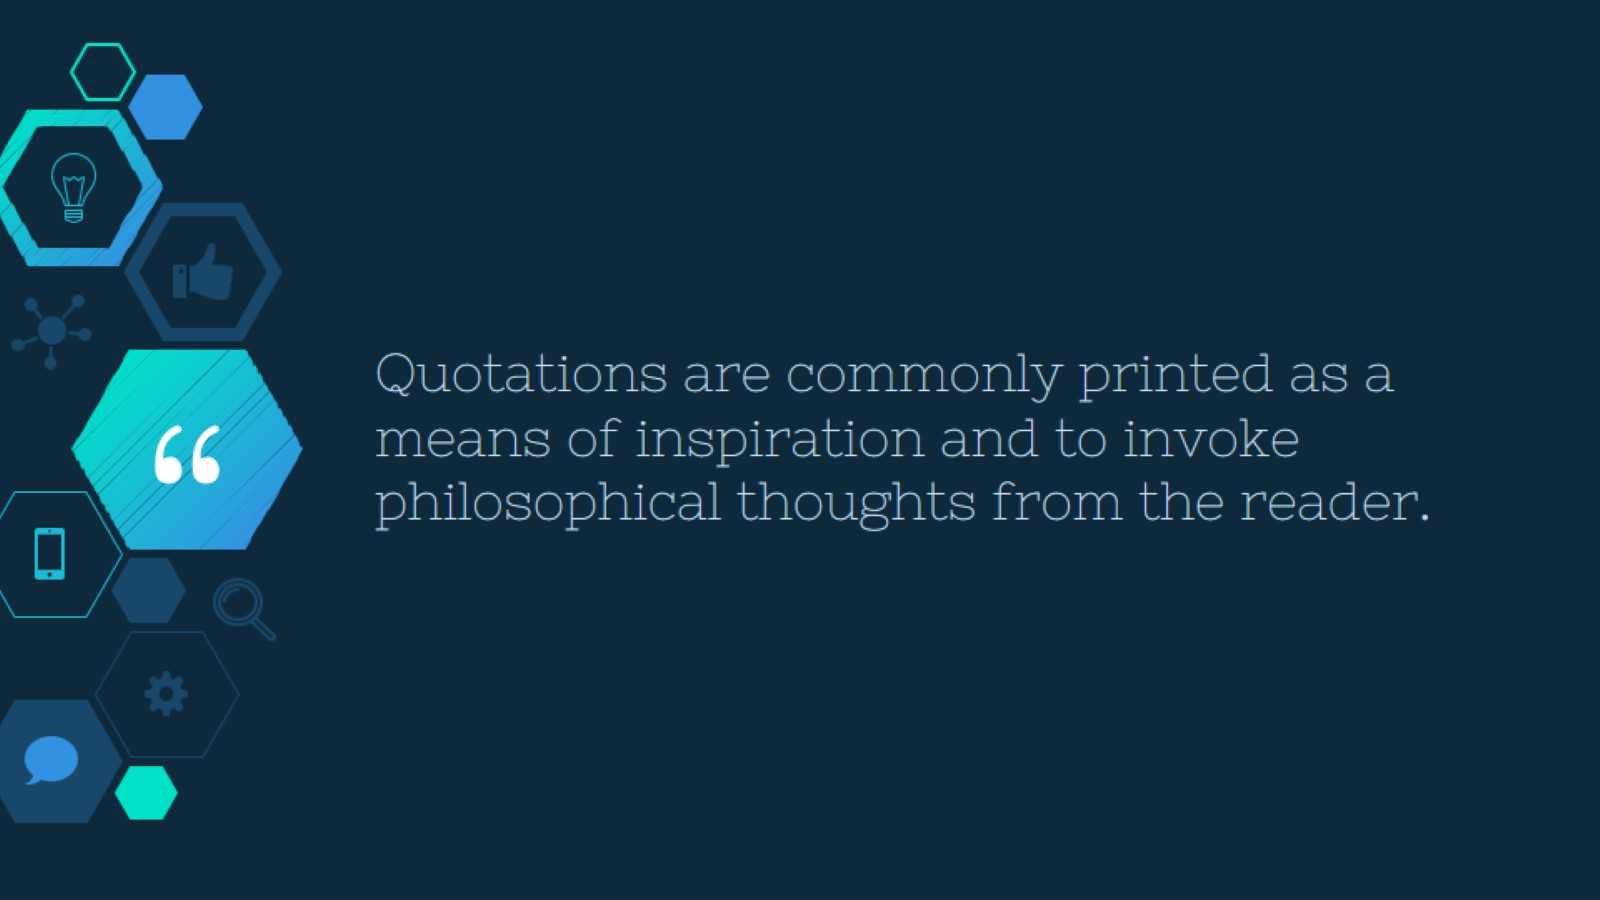 “
Quotations are commonly printed as a
means of inspiration and to invoke
philosophical thoughts from the reader.